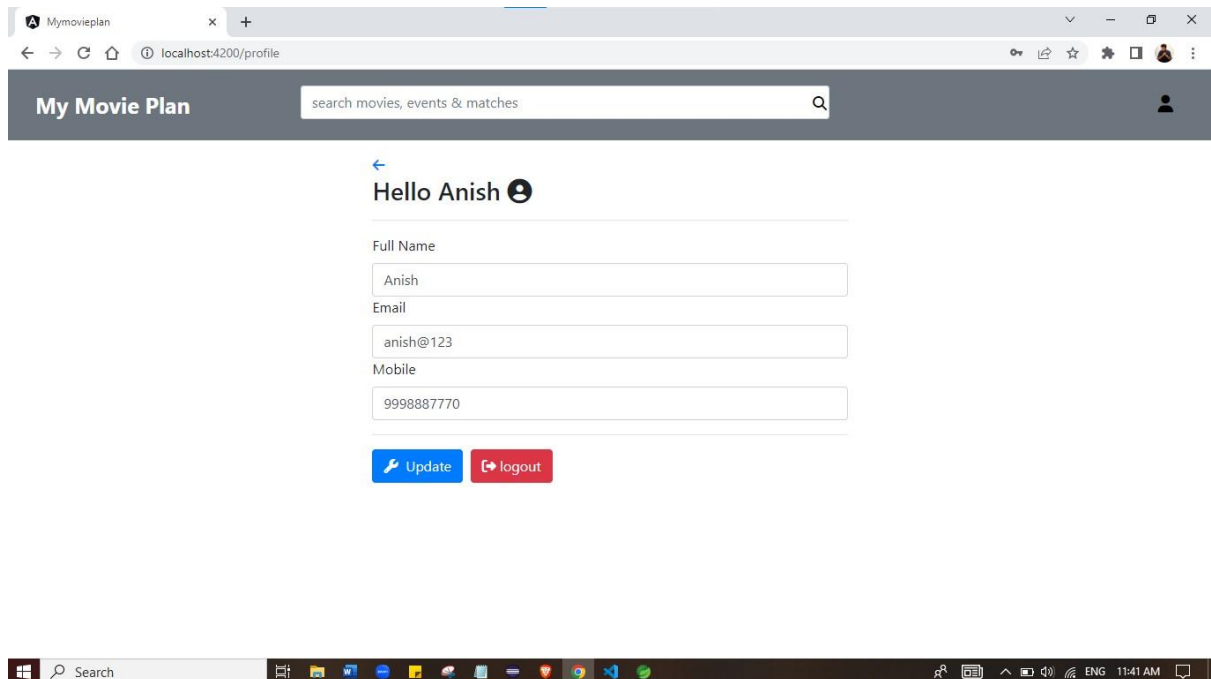 Mymovieplan
localhost:4200/profile
My Movie Plan
search movies, events & matches
Hello Anish
Full Name
Anish
Email
anish@123
Mobile
9998887770
Update
logout
Search
ENG 11:41 AM